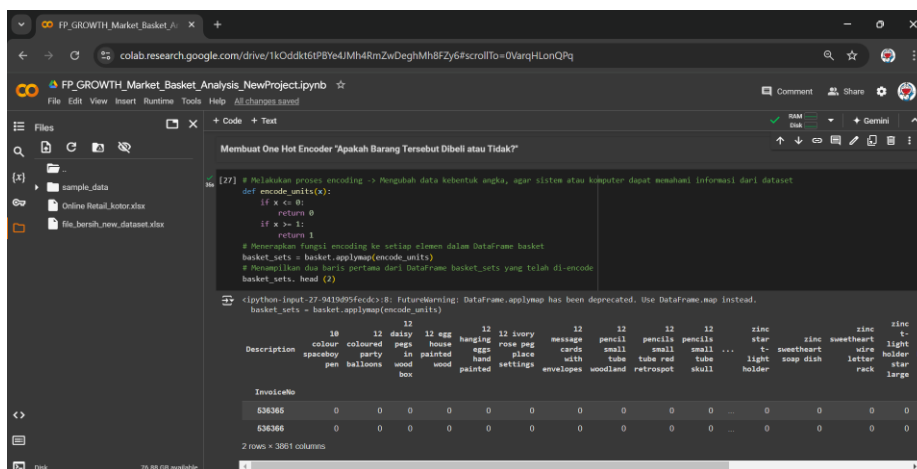 FP_GROWTH_Market_Basket_A
colab.research.google.com/drive/1kOddkt6tPBYe4JMh4RmZwDeghMh8FZy6#scrollTo=0VarqHLonQPq
FP_GROWTH_Market_Basket_Analysis_NewProject.ipynb
File Edit View Insert Runtime Tools Help All changes saved
Comment Share
Files
+ Code + Text
RAM
Disk
+ Gemini
..
sample_data
Online Retail_kotor.xlsx
file_bersih_new_dataset.xlsx
Membuat One Hot Encoder "Apakah Barang Tersebut Dibeli atau Tidak?"
[27] # Melakukan proses encoding -> Mengubah data kebentuk angka, agar sistem atau komputer dapat memahami informasi dari dataset
def encode_units(x):
if x <= 0:
return 0
if x >= 1:
return 1
# Menerapkan fungsi encoding ke setiap elemen dalam DataFrame basket
basket_sets = basket.applymap(encode_units)
# Menampilkan dua baris pertama dari DataFrame basket_sets yang telah di-encode
basket_sets. head (2)
<ipython-input-27-9419d95fecdc>:8: FutureWarning: DataFrame.applymap has been deprecated. Use DataFrame.map instead.
basket_sets = basket.applymap(encode_units)
Description 10 colour spaceboy pen 12 coloured party balloons 12 daisy pegs in wood box 12 egg house painted wood 12 hanging eggs hand painted 12 ivory rose peg place settings 12 message cards with envelopes 12 pencil small tube woodland 12 pencils small tube red retrospot 12 pencils small tube skull ... zinc star t-light holder zinc sweetheart soap dish zinc sweetheart wire letter rack zinc t-light holder star large
InvoiceNo
536365 0 0 0 0 0 0 0 0 0 0 ... 0 0 0 0
536366 0 0 0 0 0 0 0 0 0 0 ... 0 0 0 0
2 rows × 3861 columns
Disk 76.88 GB available